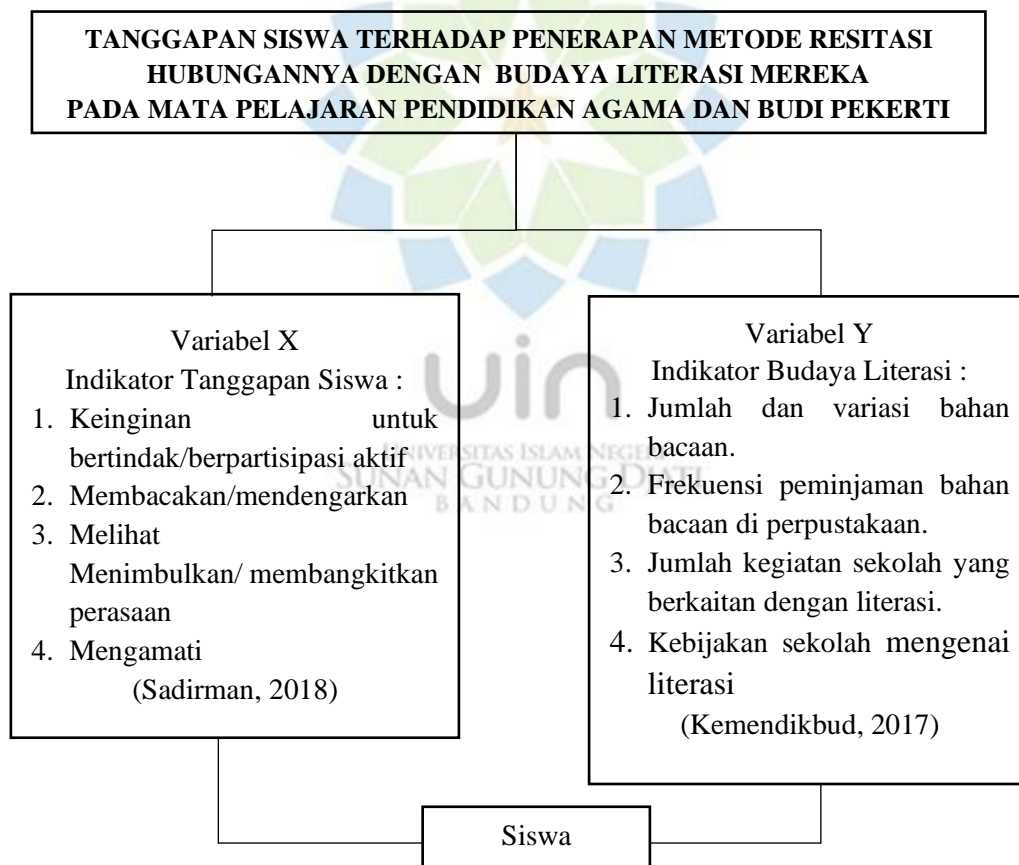 TANGGAPAN SISWA TERHADAP PENERAPAN METODE RESITASI
HUBUNGANNYA DENGAN BUDAYA LITERASI MEREKA
PADA MATA PELAJARAN PENDIDIKAN AGAMA DAN BUDI PEKERTI
Variabel X
Indikator Tanggapan Siswa :
1. Keinginan untuk
bertindak/berpartisipasi aktif
2. Membacakan/mendengarkan
3. Melihat
Menimbulkan/ membangkitkan
perasaan
4. Mengamati
(Sadirman, 2018)
uin
UNIVERSITAS ISLAM NEGERI
SUNAN GUNUNG DJATI
BANDUNG
Variabel Y
Indikator Budaya Literasi :
1. Jumlah dan variasi bahan
bacaan.
2. Frekuensi peminjaman bahan
bacaan di perpustakaan.
3. Jumlah kegiatan sekolah yang
berkaitan dengan literasi.
4. Kebijakan sekolah mengenai
literasi
(Kemendikbud, 2017)
Siswa